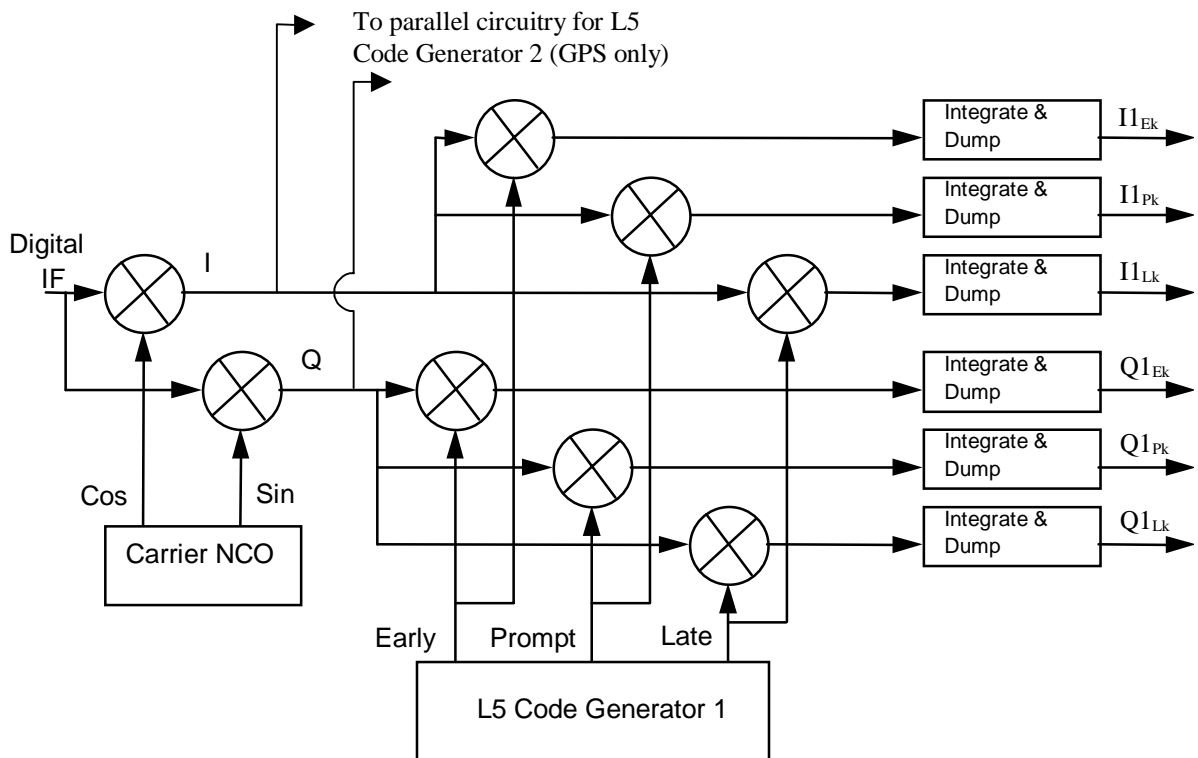 To parallel circuitry for L5
Code Generator 2 (GPS only)
Integrate &
Dump
I1Ek
Integrate &
Dump
I1Pk
Digital
IF
I
Integrate &
Dump
I1Lk
Q
Integrate &
Dump
Q1Ek
Integrate &
Dump
Q1Pk
Cos
Sin
Integrate &
Dump
Q1Lk
Carrier NCO
Early
Prompt
Late
L5 Code Generator 1